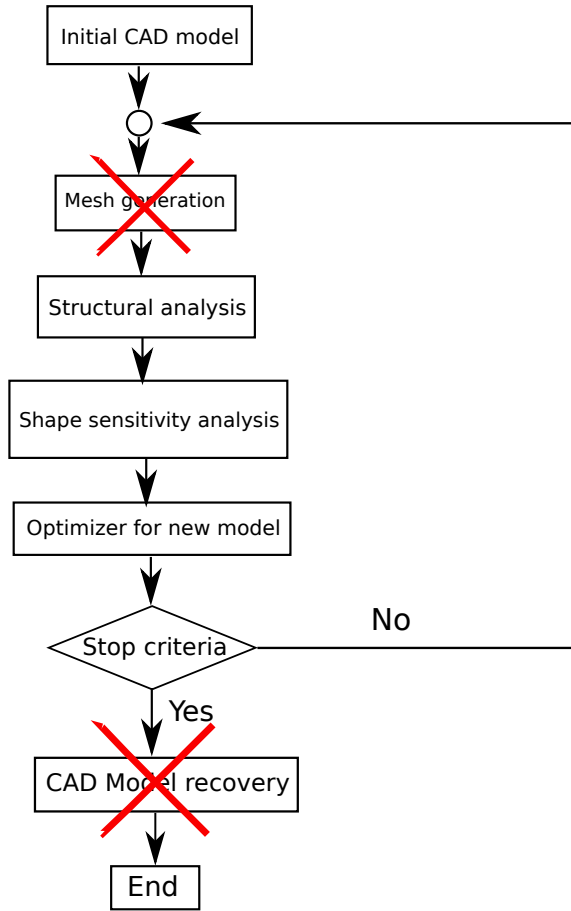 Initial CAD model
Mesh generation
Structural analysis
Shape sensitivity analysis
Optimizer for new model
Stop criteria
No
Yes
CAD Model recovery
End